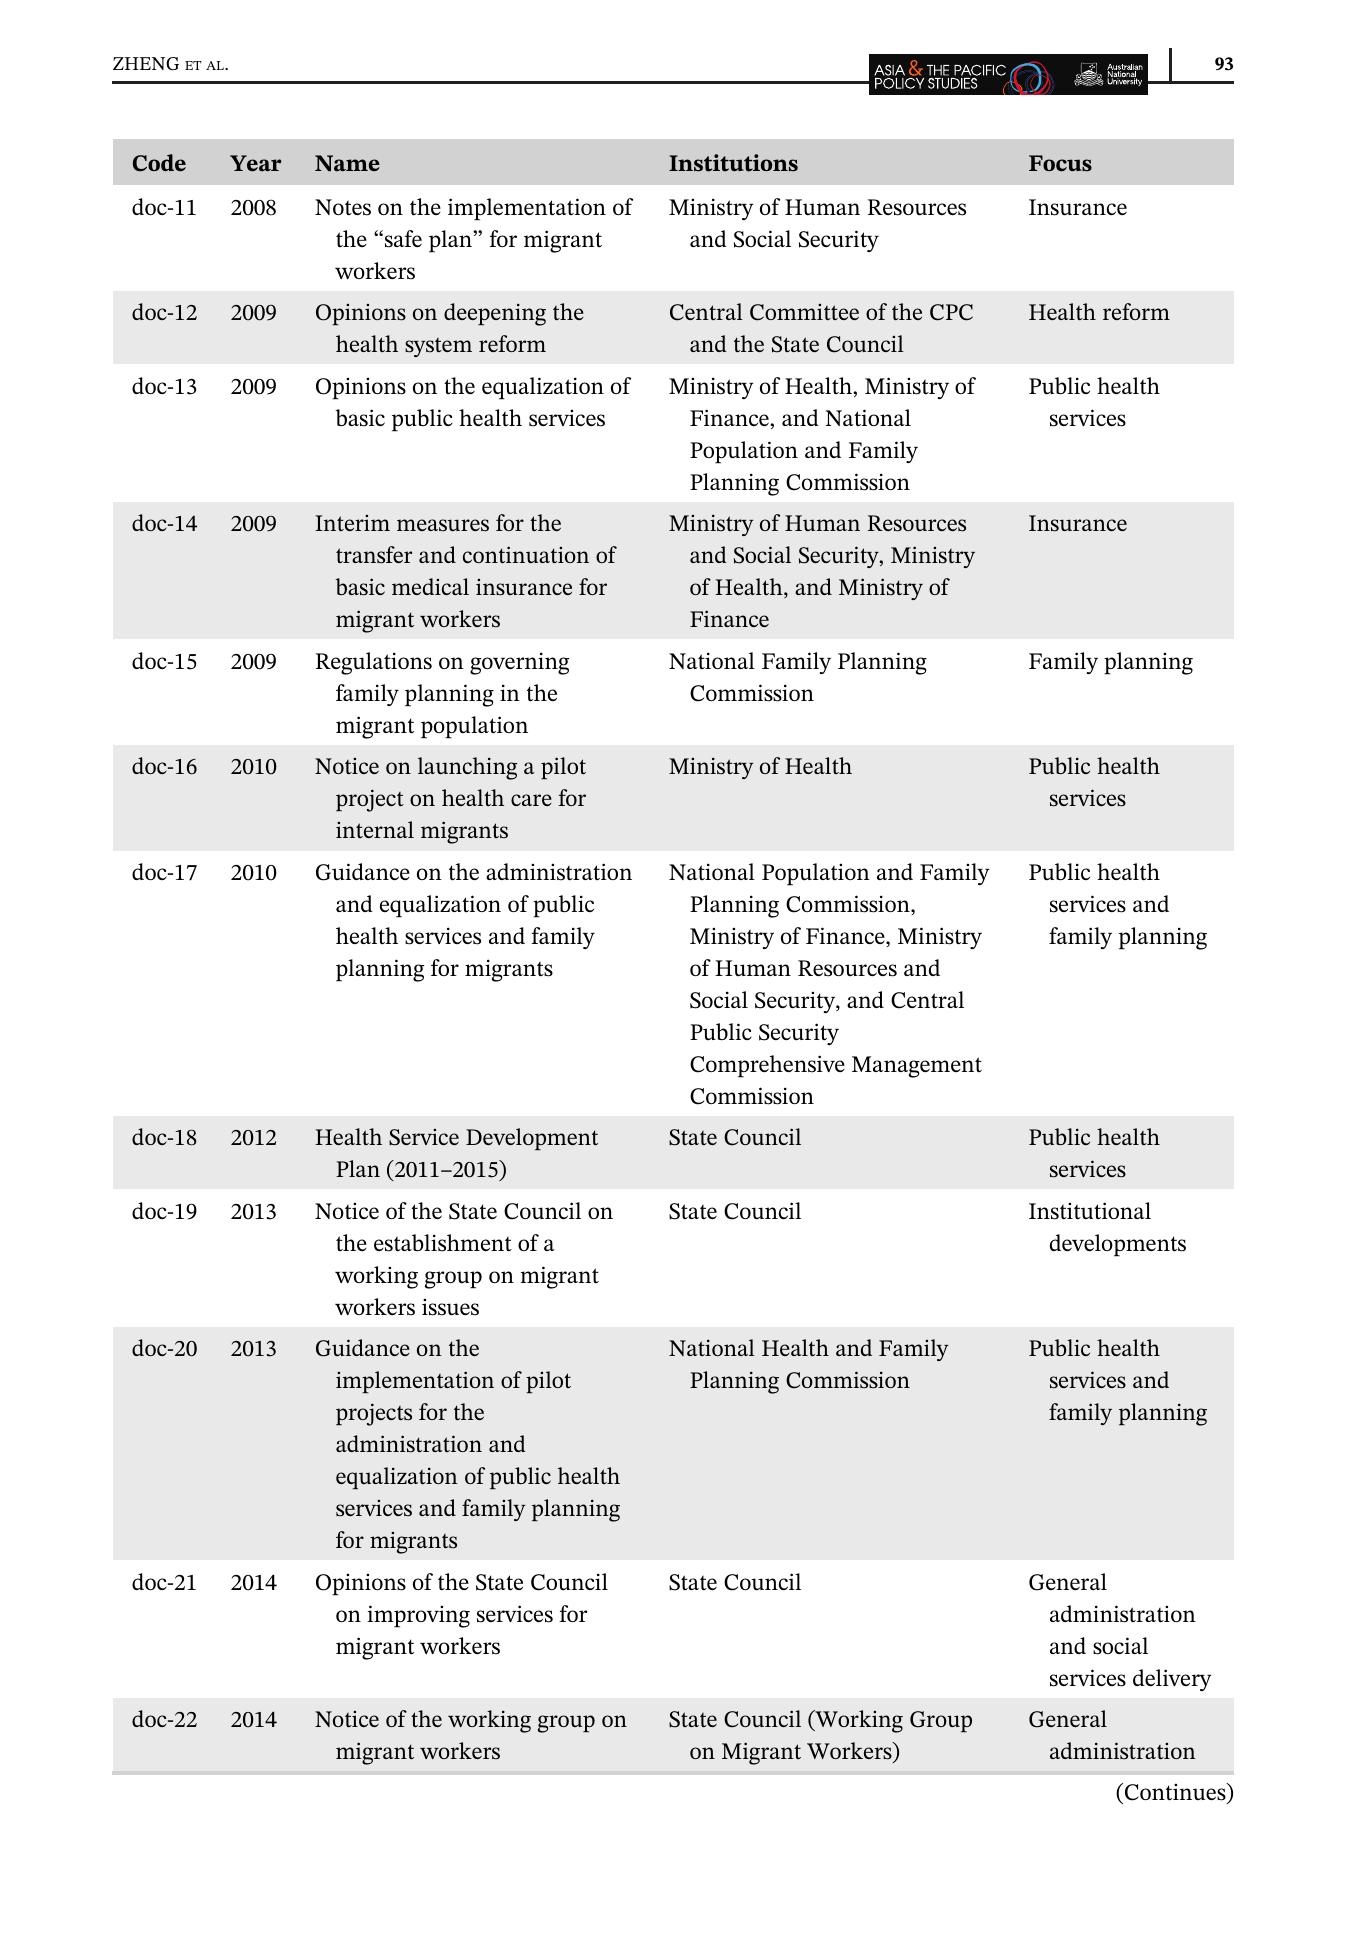 ZHENG ET AL.
ASIA & THE PACIFIC
POLICY STUDIES
Australian
National
University
93
Code Year Name Institutions Focus
doc-11 2008 Notes on the implementation of Ministry of Human Resources Insurance
the “safe plan” for migrant and Social Security
workers
doc-12 2009 Opinions on deepening the Central Committee of the CPC Health reform
health system reform and the State Council
doc-13 2009 Opinions on the equalization of Ministry of Health, Ministry of Public health
basic public health services Finance, and National services
Population and Family
Planning Commission
doc-14 2009 Interim measures for the Ministry of Human Resources Insurance
transfer and continuation of and Social Security, Ministry
basic medical insurance for of Health, and Ministry of
migrant workers Finance
doc-15 2009 Regulations on governing National Family Planning Family planning
family planning in the Commission
migrant population
doc-16 2010 Notice on launching a pilot Ministry of Health Public health
project on health care for services
internal migrants
doc-17 2010 Guidance on the administration National Population and Family Public health
and equalization of public Planning Commission, services and
health services and family Ministry of Finance, Ministry family planning
planning for migrants of Human Resources and
Social Security, and Central
Public Security
Comprehensive Management
Commission
doc-18 2012 Health Service Development State Council Public health
Plan (2011–2015) services
doc-19 2013 Notice of the State Council on State Council Institutional
the establishment of a developments
working group on migrant
workers issues
doc-20 2013 Guidance on the National Health and Family Public health
implementation of pilot Planning Commission services and
projects for the family planning
administration and
equalization of public health
services and family planning
for migrants
doc-21 2014 Opinions of the State Council State Council General
on improving services for administration
migrant workers and social
services delivery
doc-22 2014 Notice of the working group on State Council (Working Group General
migrant workers on Migrant Workers) administration
(Continues)